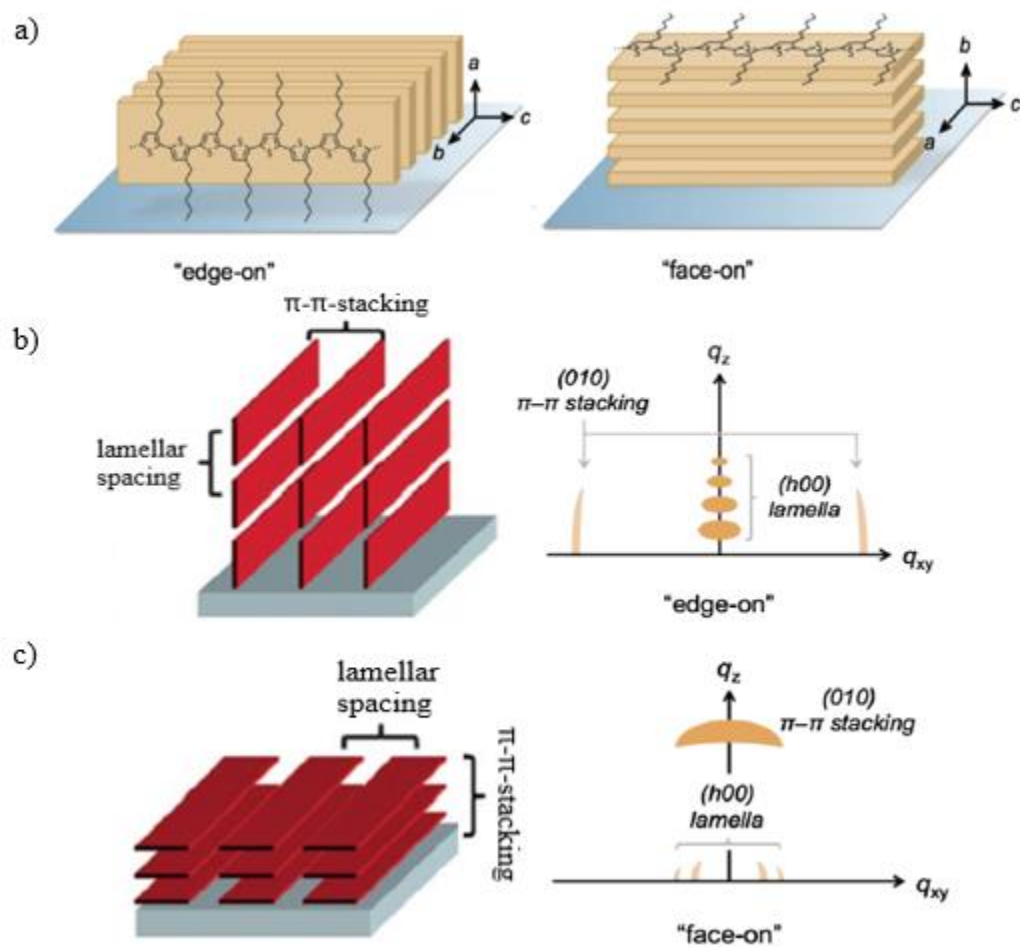 a)
a
c
b
"edge-on"
b
c
a
"face-on"
b)
π-π-stacking
lamellar
spacing
qz
(010)
π–π stacking
(h00)
lamella
qxy
"edge-on"
c)
lamellar
spacing
π-π-stacking
qz
(010)
π–π stacking
(h00)
lamella
qxy
"face-on"